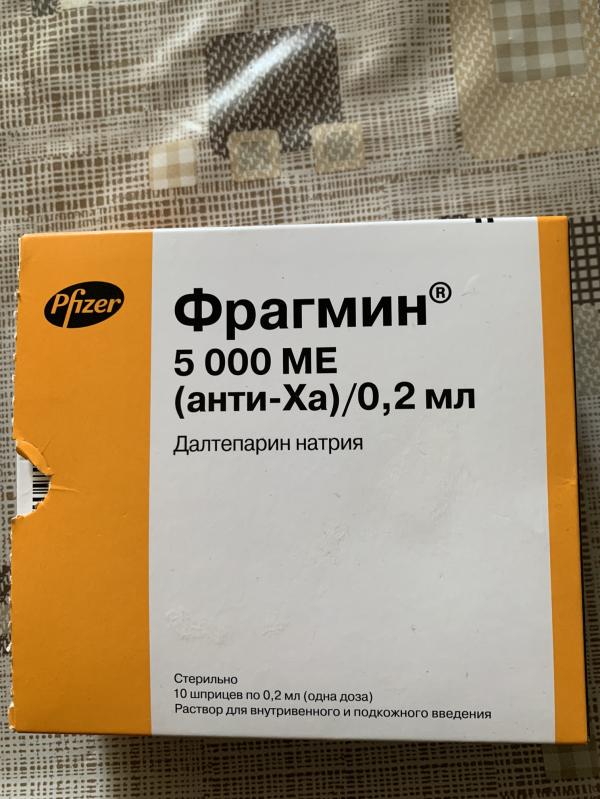 Pfizer
Фрагмин®
5 000 МЕ
(анти-Ха)/0,2 мл
Далтепарин натрия
Стерильно
10 шприцев по 0,2 мл (одна доза)
Раствор для внутривенного и подкожного введения